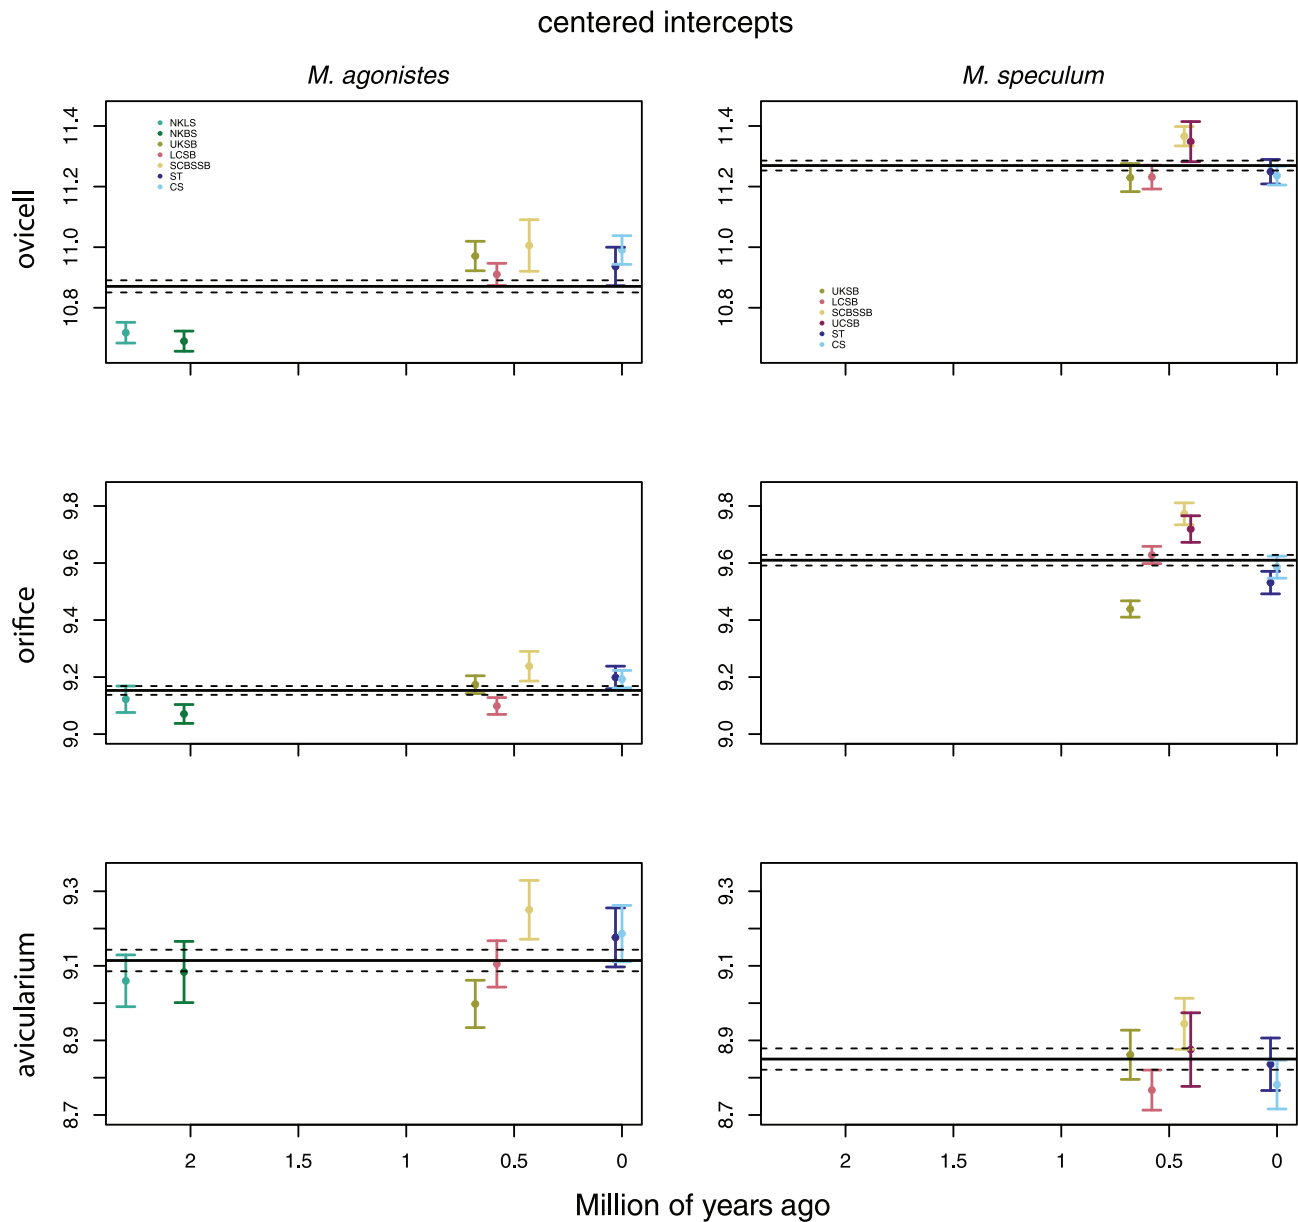 centered intercepts
M. agonistes
M. speculum
ovicell
11.4
11.2
11.0
10.8
NKLS
NKBS
UKSB
LCSB
SCBSSB
ST
CS
11.4
11.2
11.0
10.8
UKSB
LCSB
SCBSSB
UCSB
ST
CS
orifice
9.8
9.6
9.4
9.2
9.0
9.8
9.6
9.4
9.2
9.0
avicularium
9.3
9.1
8.9
8.7
9.3
9.1
8.9
8.7
2 1.5 1 0.5 0
2 1.5 1 0.5 0
Million of years ago